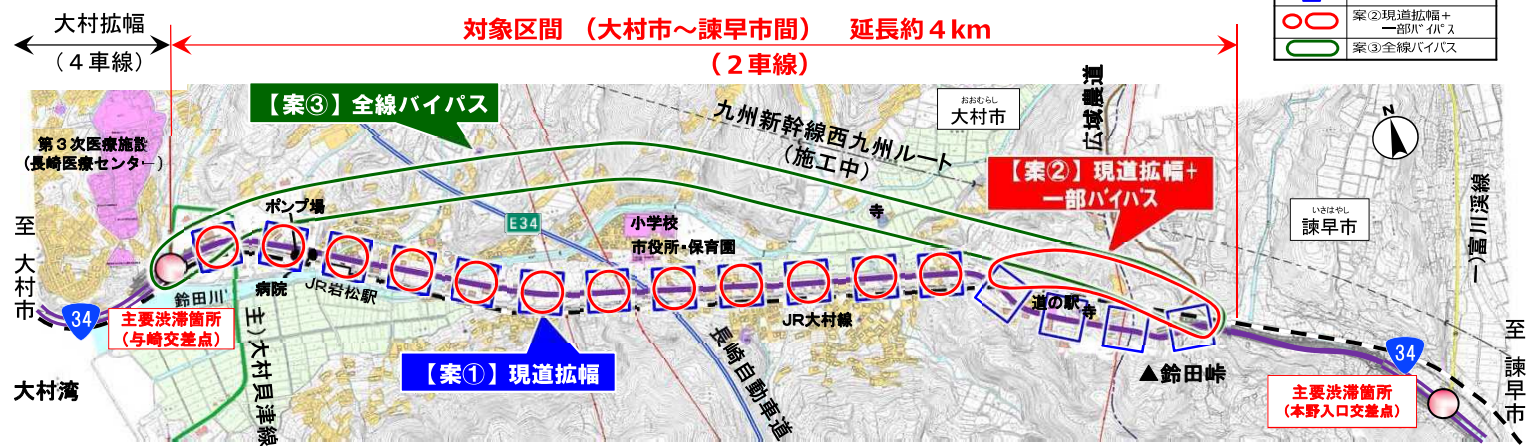 大村拡幅
(４車線)
対象区間 （大村市～諫早市間） 延長約４km
(２車線)
案②現道拡幅+
一部バイパス
案③全線バイパス
【案③】全線バイパス
第３次医療施設
(長崎医療センター)
九州新幹線西九州ルート
(施工中)
おおむらし
大村市
広域農道
N
【案②】現道拡幅+
一部バイパス
いさはやし
諫早市
一)富川渓線
至 大村市
ポンプ場
E34
小学校
市役所・保育園
寺
病院
JR岩松駅
鈴田川
34
主要渋滞箇所
(与崎交差点)
主)大村貝津線
大村湾
【案①】現道拡幅
長崎自動車道
JR大村線
道の駅
寺
▲鈴田峠
34
主要渋滞箇所
(本野入口交差点)
至 諫早市